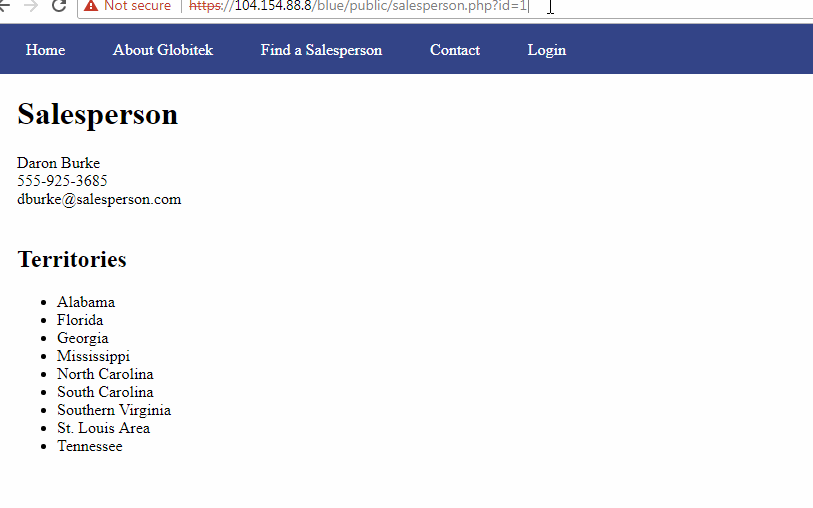 Not secure | https://104.154.88.8/blue/public/salesperson.php?id=1
Home About Globitek Find a Salesperson Contact Login
Salesperson
Daron Burke
555-925-3685
dburke@salesperson.com
Territories
• Alabama
• Florida
• Georgia
• Mississippi
• North Carolina
• South Carolina
• Southern Virginia
• St. Louis Area
• Tennessee